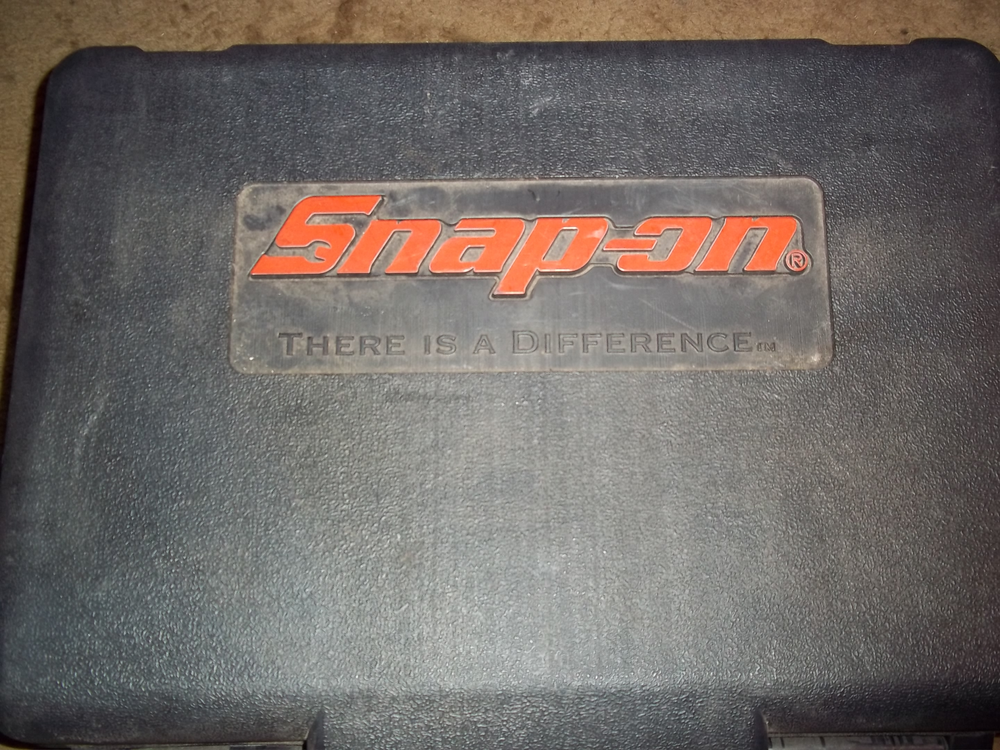 Snap-on®
THERE IS A DIFFERENCE™